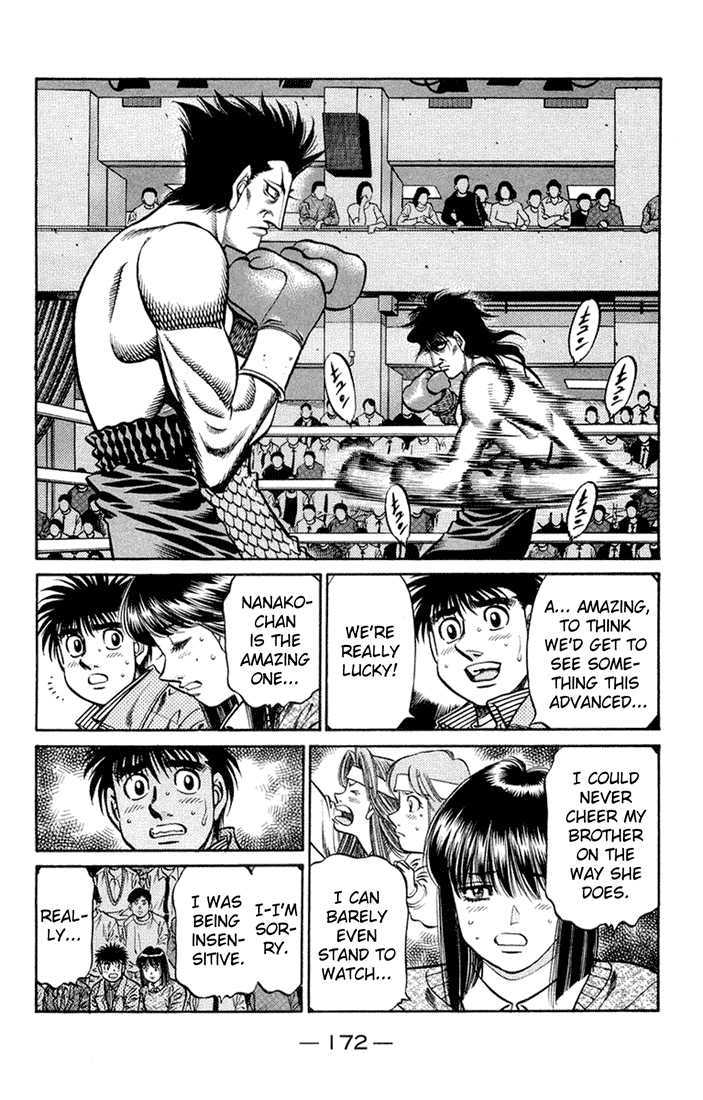 A... AMAZING,
TO THINK
WE'D GET TO
SEE SOME-
THING THIS
ADVANCED...
WE'RE
REALLY
LUCKY!
NANAKO-
CHAN
IS THE
AMAZING
ONE...
I COULD
NEVER
CHEER MY
BROTHER
ON THE
WAY SHE
DOES.
I CAN
BARELY
EVEN
STAND TO
WATCH...
I-I'M
SOR-
RY.
I WAS
BEING
INSEN-
SITIVE.
REAL-
LY...
— 172 —